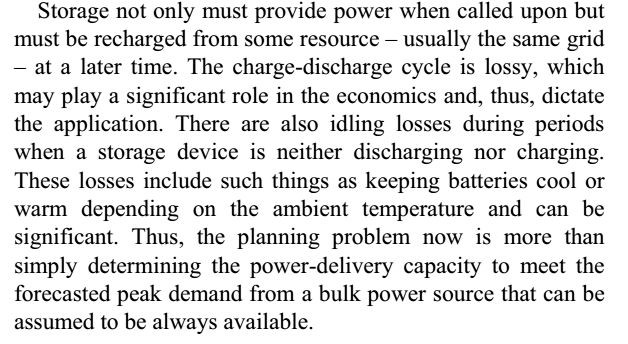 Storage not only must provide power when called upon but
must be recharged from some resource – usually the same grid
– at a later time. The charge-discharge cycle is lossy, which
may play a significant role in the economics and, thus, dictate
the application. There are also idling losses during periods
when a storage device is neither discharging nor charging.
These losses include such things as keeping batteries cool or
warm depending on the ambient temperature and can be
significant. Thus, the planning problem now is more than
simply determining the power-delivery capacity to meet the
forecasted peak demand from a bulk power source that can be
assumed to be always available.